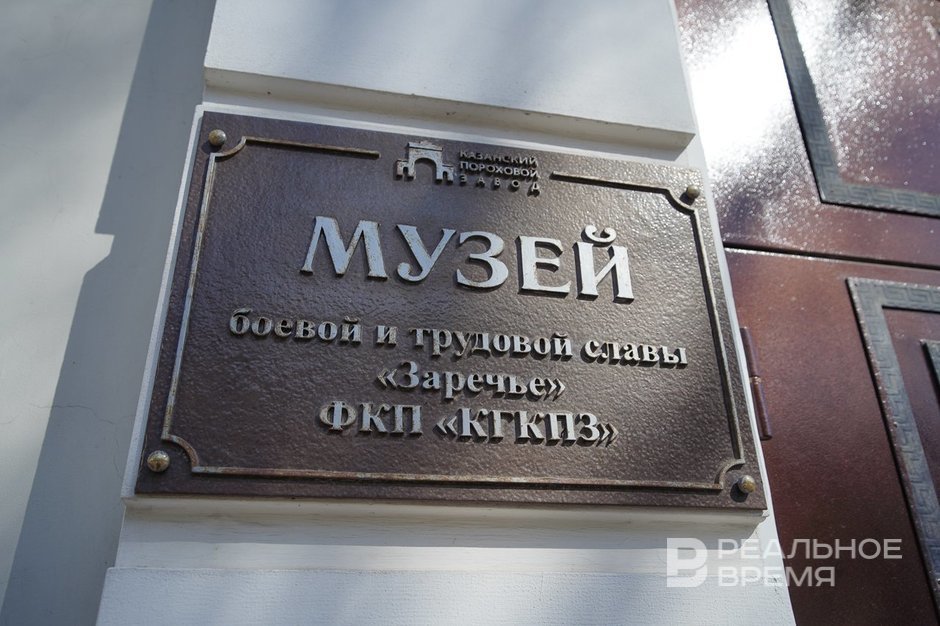 КАЗАНСКИЙ
ПОРОХОВОЙ
ЗАВОД
МУЗЕЙ
боевой и трудовой славы
«Заречье»
ФКП «КГКПЗ»
РЕАЛЬНОЕ
ВРЕМЯ